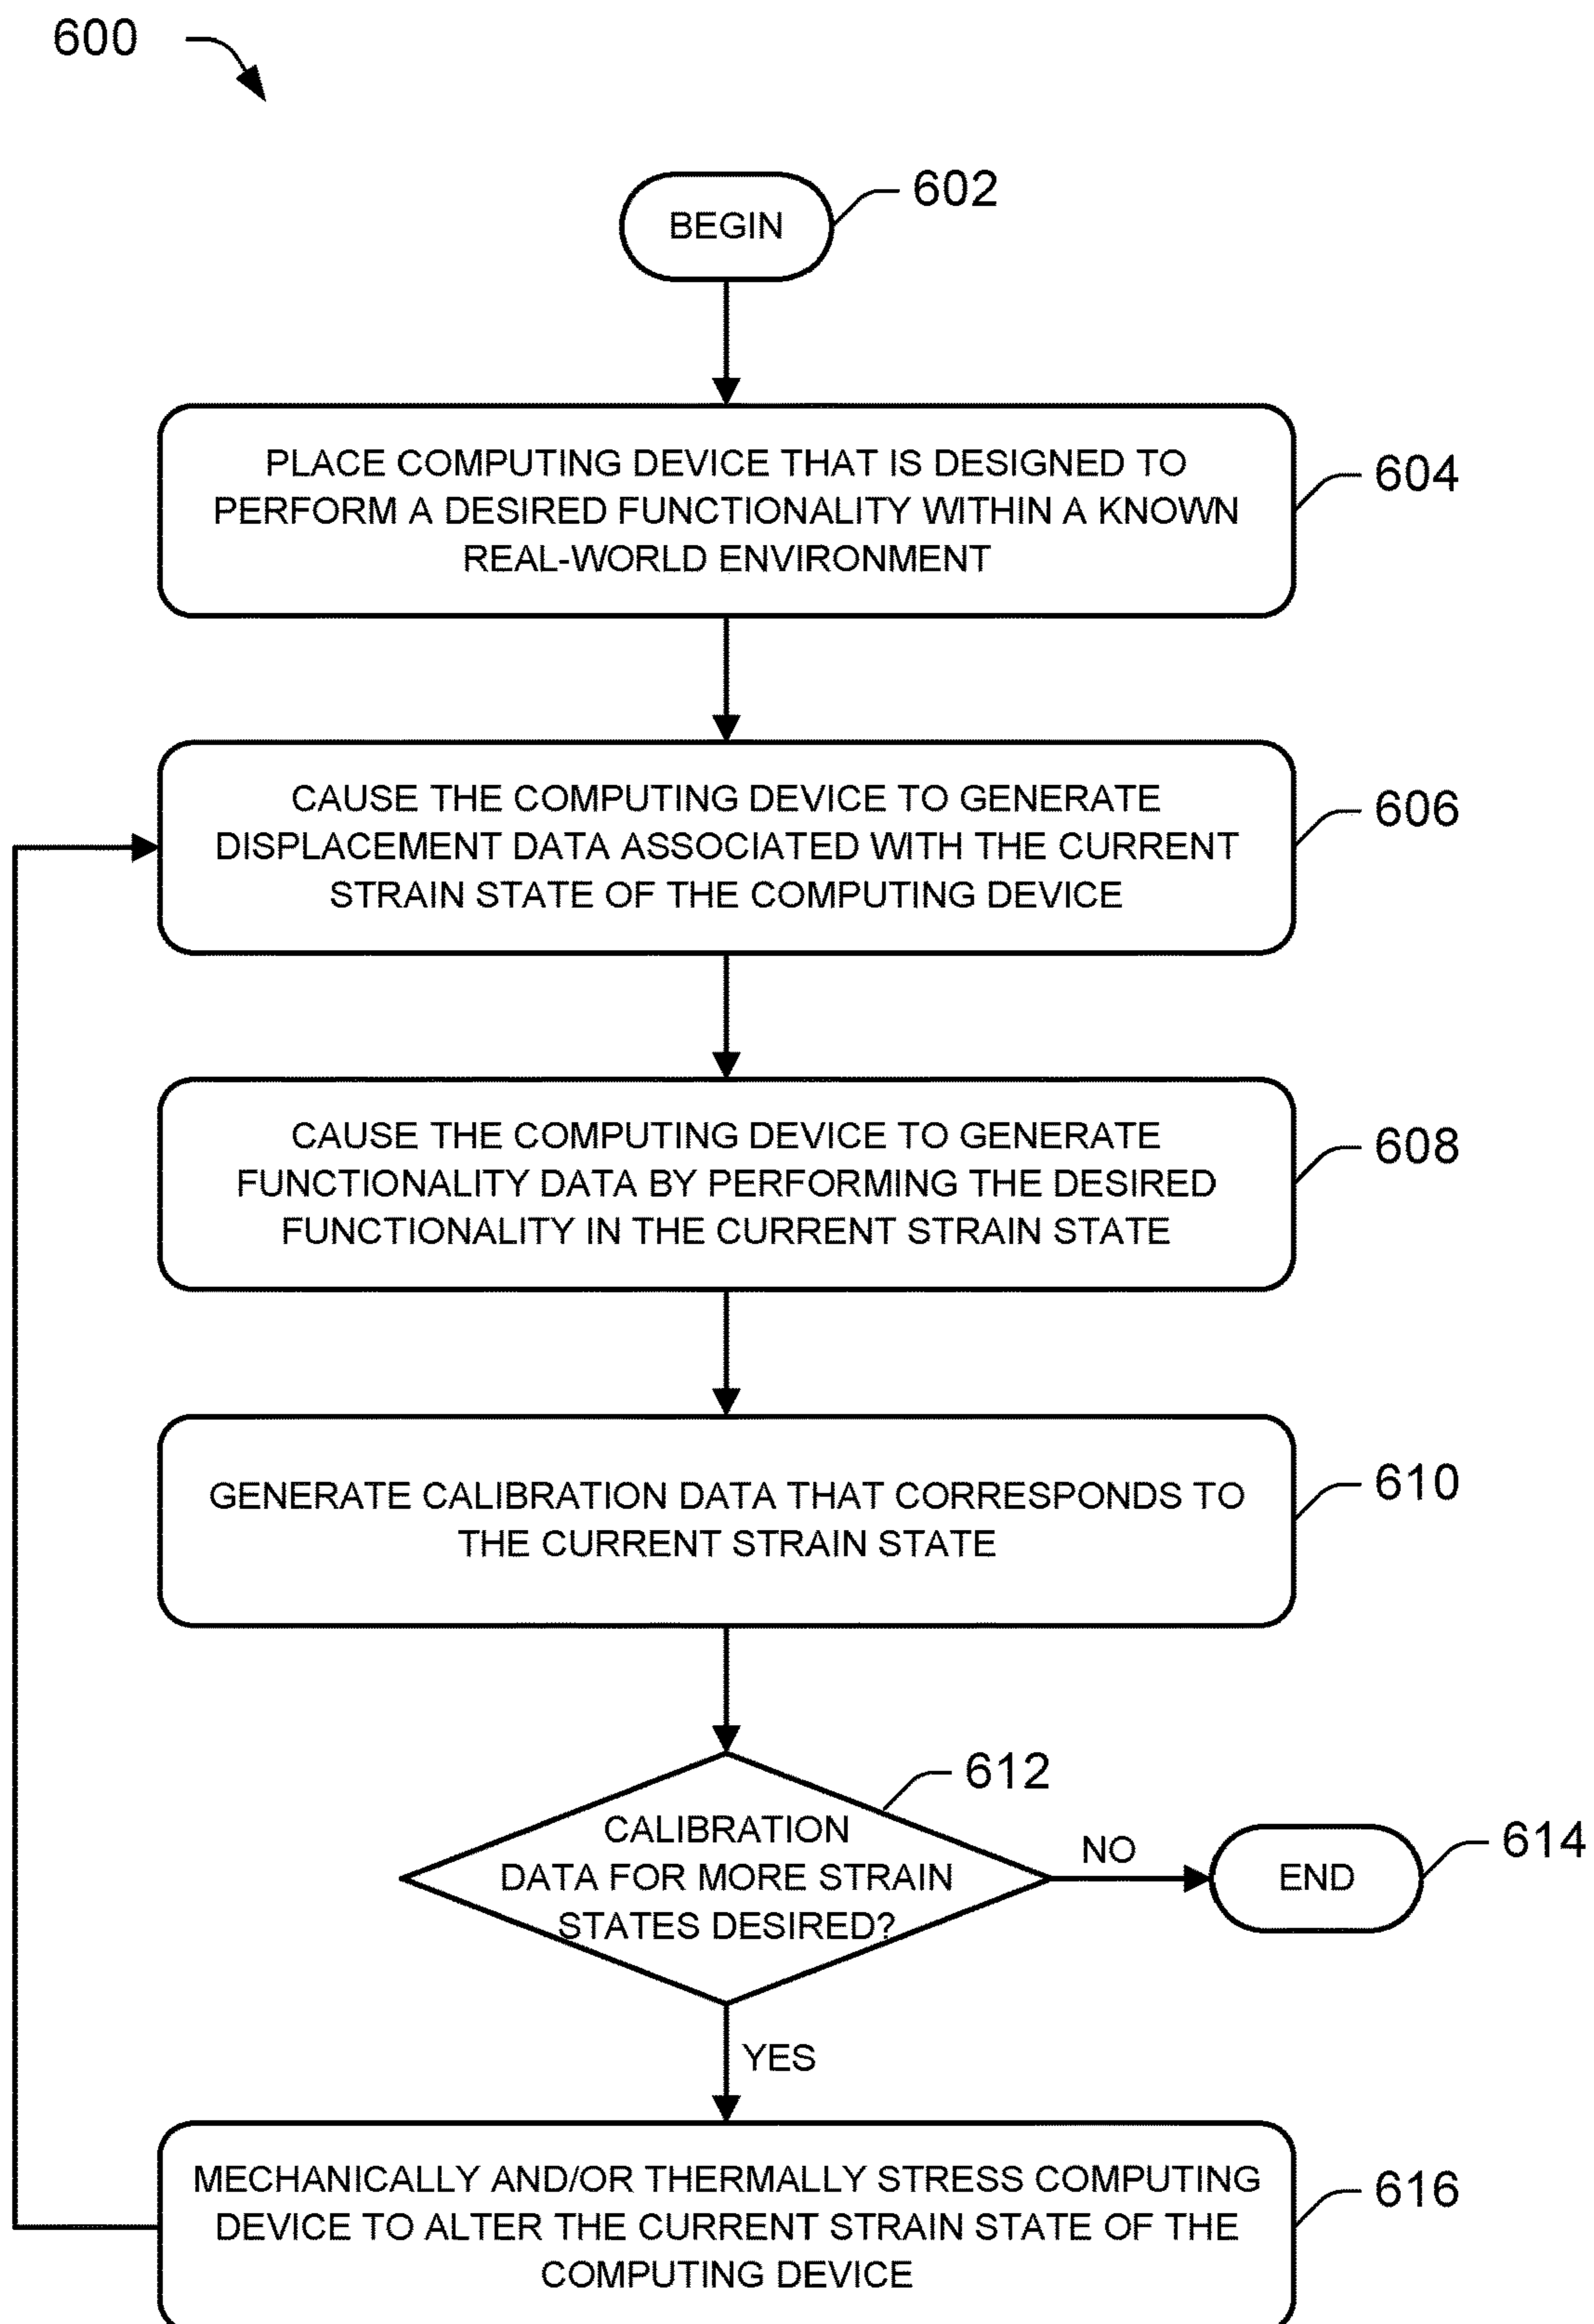 600
BEGIN
602
PLACE COMPUTING DEVICE THAT IS DESIGNED TO
PERFORM A DESIRED FUNCTIONALITY WITHIN A KNOWN
REAL-WORLD ENVIRONMENT
604
CAUSE THE COMPUTING DEVICE TO GENERATE
DISPLACEMENT DATA ASSOCIATED WITH THE CURRENT
STRAIN STATE OF THE COMPUTING DEVICE
606
CAUSE THE COMPUTING DEVICE TO GENERATE
FUNCTIONALITY DATA BY PERFORMING THE DESIRED
FUNCTIONALITY IN THE CURRENT STRAIN STATE
608
GENERATE CALIBRATION DATA THAT CORRESPONDS TO
THE CURRENT STRAIN STATE
610
612
CALIBRATION
DATA FOR MORE STRAIN
STATES DESIRED?
NO
END
614
YES
MECHANICALLY AND/OR THERMALLY STRESS COMPUTING
DEVICE TO ALTER THE CURRENT STRAIN STATE OF THE
COMPUTING DEVICE
616